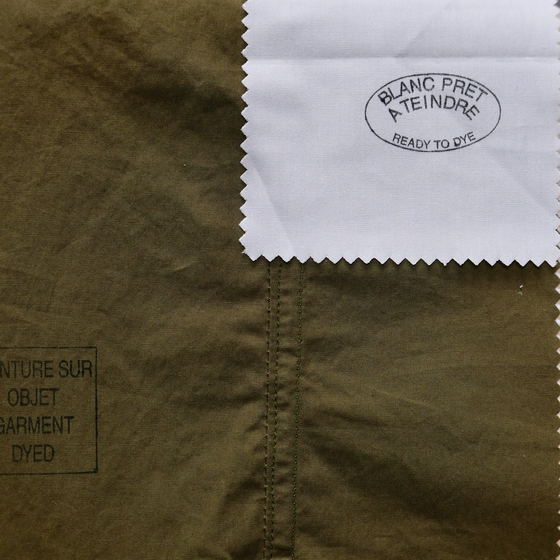 BLANC PRET
A TEINDRE
READY TO DYE
NTURE SUR
OBJET
GARMENT
DYED